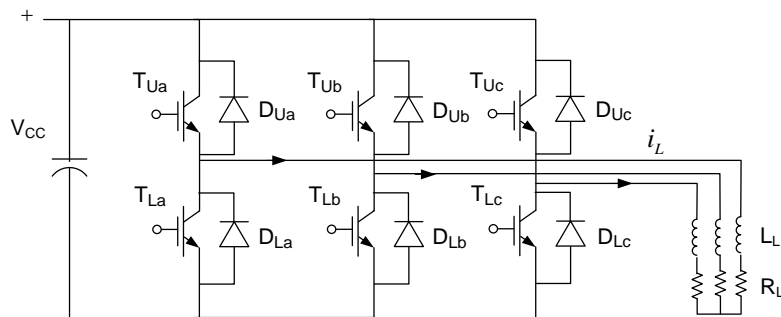 +
T_Ua T_Ub T_Uc
D_Ua D_Ub D_Uc
V_CC
i_L
T_La T_Lb T_Lc
D_La D_Lb D_Lc
L_L
R_L